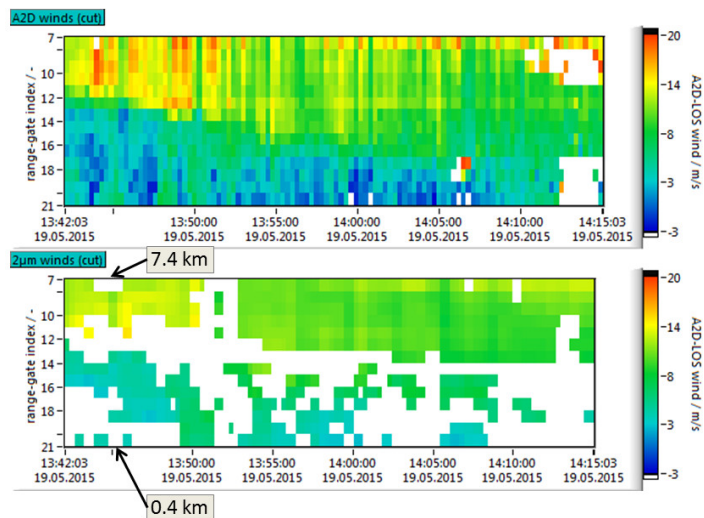 A2D winds (cut)
7-
10-
12-
14-
16-
18-
21-
range-gate index / -
13:42:03 13:50:00 13:55:00 14:00:00 14:05:00 14:10:00 14:15:03
19.05.2015 19.05.2015 19.05.2015 19.05.2015 19.05.2015 19.05.2015 19.05.2015
-20
-14
-8
-3
--3
A2D-LOS wind / m/s
2µm winds (cut)
7.4 km
7-
10-
12-
14-
16-
18-
21-
range-gate index / -
13:42:03 13:50:00 13:55:00 14:00:00 14:05:00 14:10:00 14:15:03
19.05.2015 19.05.2015 19.05.2015 19.05.2015 19.05.2015 19.05.2015 19.05.2015
-20
-14
-8
-3
--3
A2D-LOS wind / m/s
0.4 km